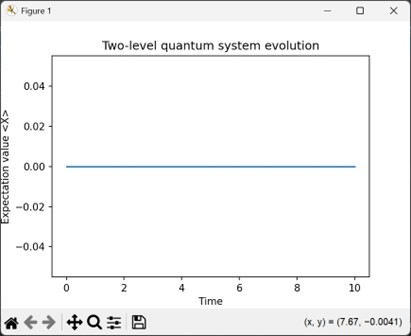 Figure 1
Two-level quantum system evolution
0.04
0.02
0.00
−0.02
−0.04
Expectation value <X>
0 2 4 6 8 10
Time
(x, y) = (7.67, −0.0041)